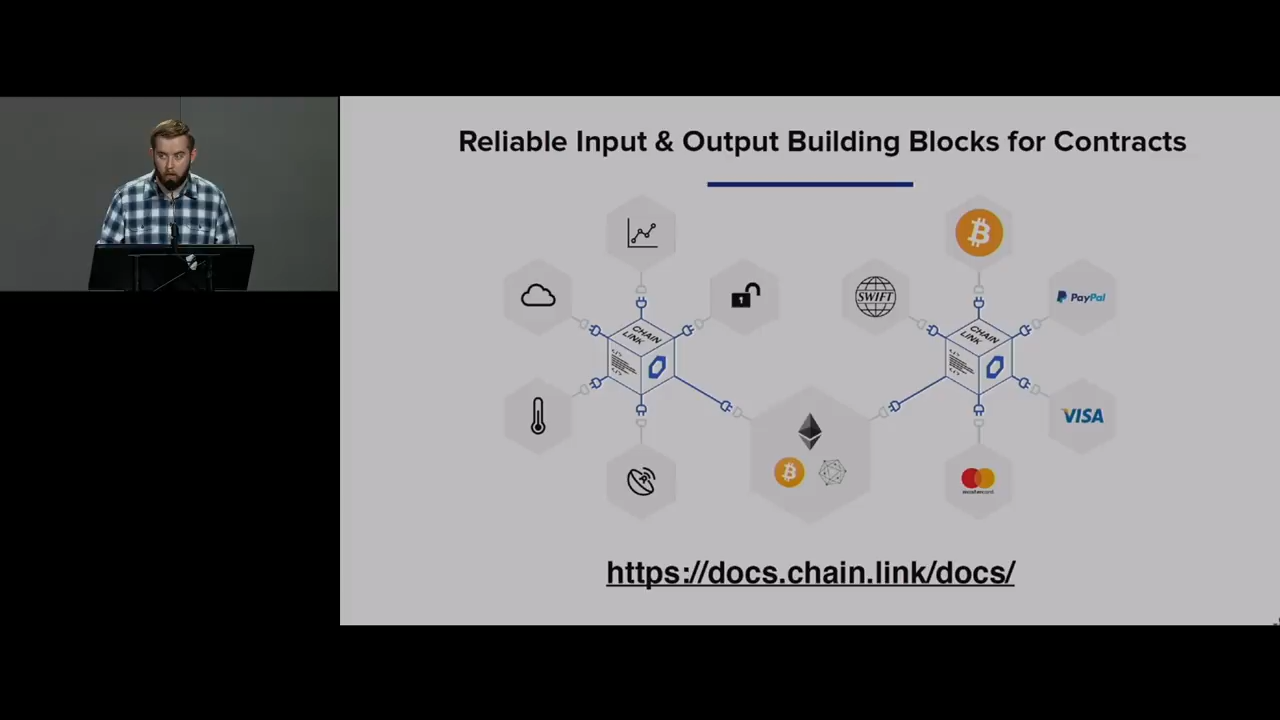 Reliable Input & Output Building Blocks for Contracts
SWIFT
PayPal
CHAIN
LINK
CHAIN
LINK
VISA
mastercard
https://docs.chain.link/docs/